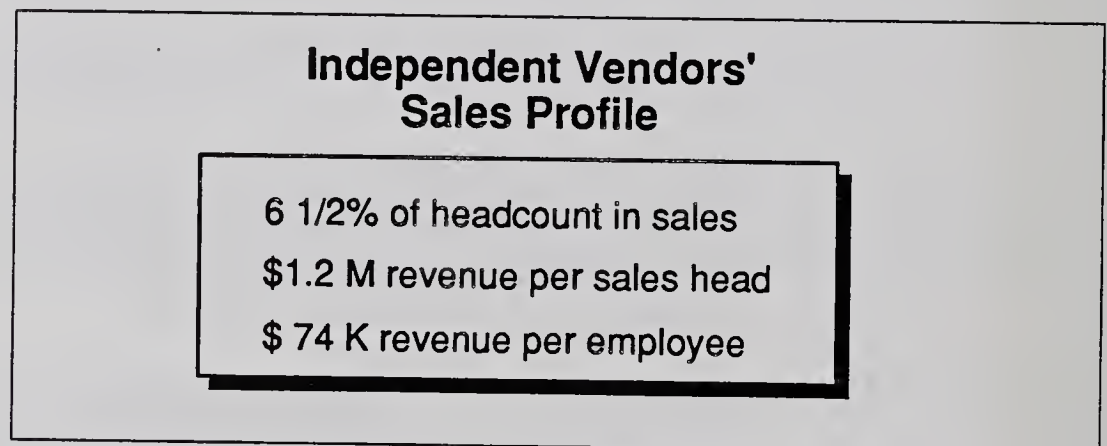 Independent Vendors'
Sales Profile
6 1/2% of headcount in sales
$1.2 M revenue per sales head
$ 74 K revenue per employee